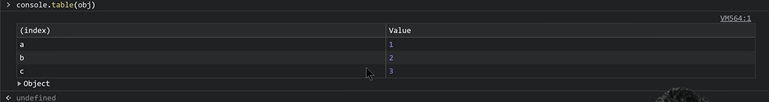 > console.table(obj)
VM564:1
(index) Value
a 1
b 2
c 3
▶ Object
← undefined